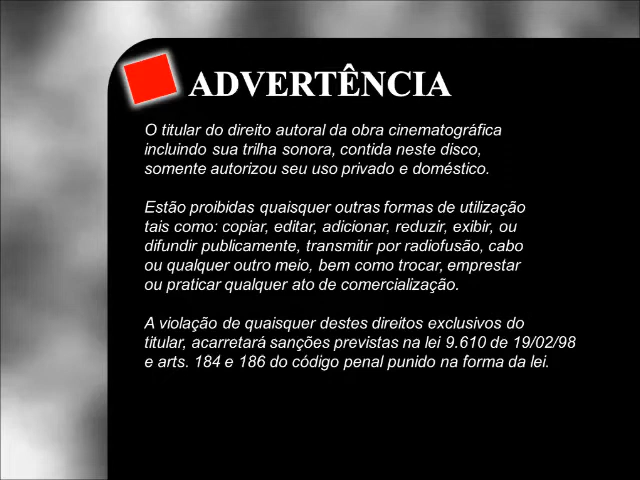 ADVERTÊNCIA
O titular do direito autoral da obra cinematográfica
incluindo sua trilha sonora, contida neste disco,
somente autorizou seu uso privado e doméstico.
Estão proibidas quaisquer outras formas de utilização
tais como: copiar, editar, adicionar, reduzir, exibir, ou
difundir publicamente, transmitir por radiofusão, cabo
ou qualquer outro meio, bem como trocar, emprestar
ou praticar qualquer ato de comercialização.
A violação de quaisquer destes direitos exclusivos do
titular, acarretará sanções previstas na lei 9.610 de 19/02/98
e arts. 184 e 186 do código penal punido na forma da lei.